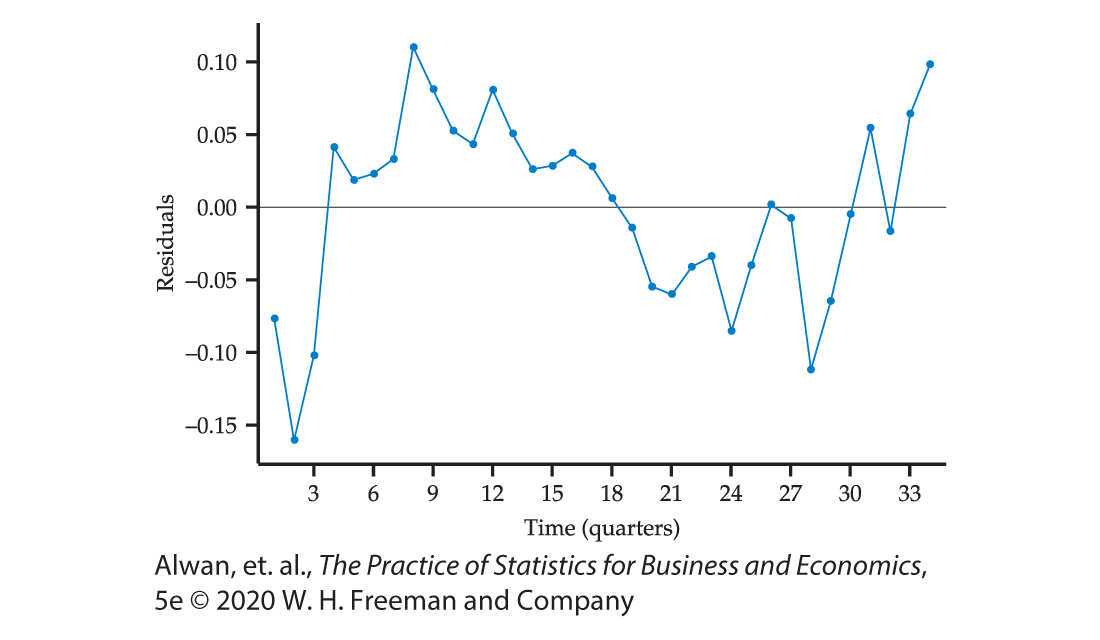 0.10
0.05
0.00
–0.05
–0.10
–0.15
Residuals
3 6 9 12 15 18 21 24 27 30 33
Time (quarters)
Alwan, et. al., The Practice of Statistics for Business and Economics,
5e © 2020 W. H. Freeman and Company